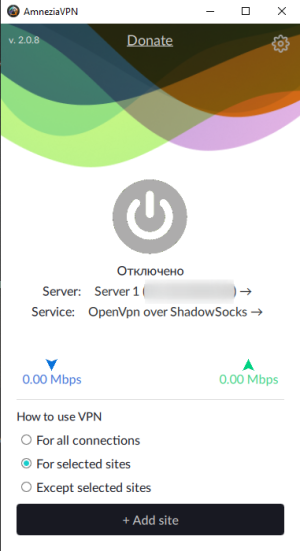 AmneziaVPN
v. 2.0.8
Donate
Отключено
Server: Server 1 ( ) →
Service: OpenVpn over ShadowSocks →
0.00 Mbps 0.00 Mbps
How to use VPN
For all connections
For selected sites
Except selected sites
+ Add site